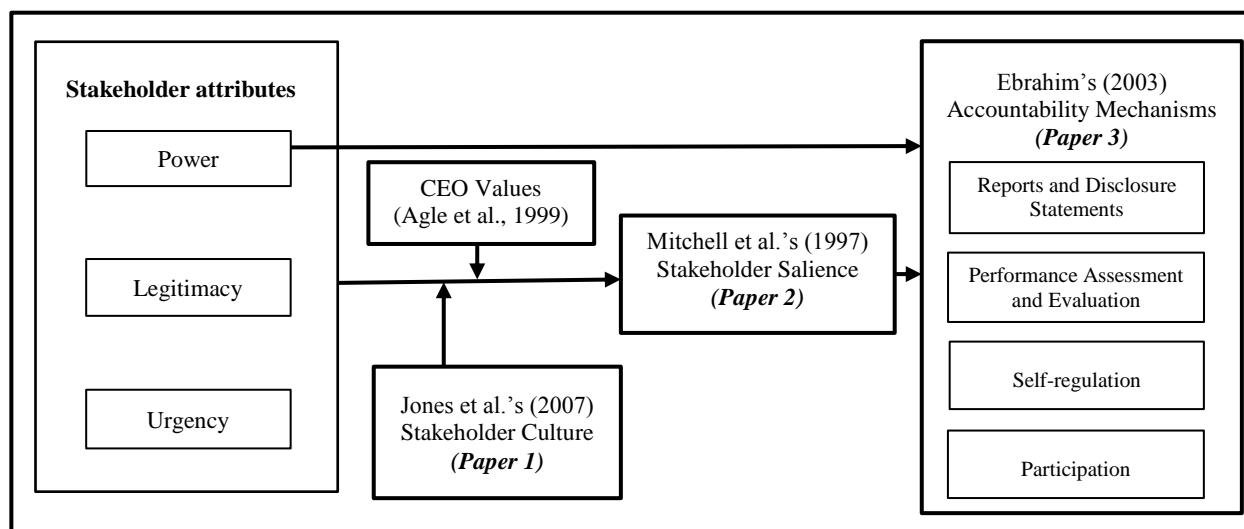 Stakeholder attributes
Power
Legitimacy
Urgency
CEO Values
(Agle et al., 1999)
Jones et al.’s (2007)
Stakeholder Culture
(Paper 1)
Mitchell et al.’s (1997)
Stakeholder Salience
(Paper 2)
Ebrahim’s (2003)
Accountability Mechanisms
(Paper 3)
Reports and Disclosure
Statements
Performance Assessment
and Evaluation
Self-regulation
Participation